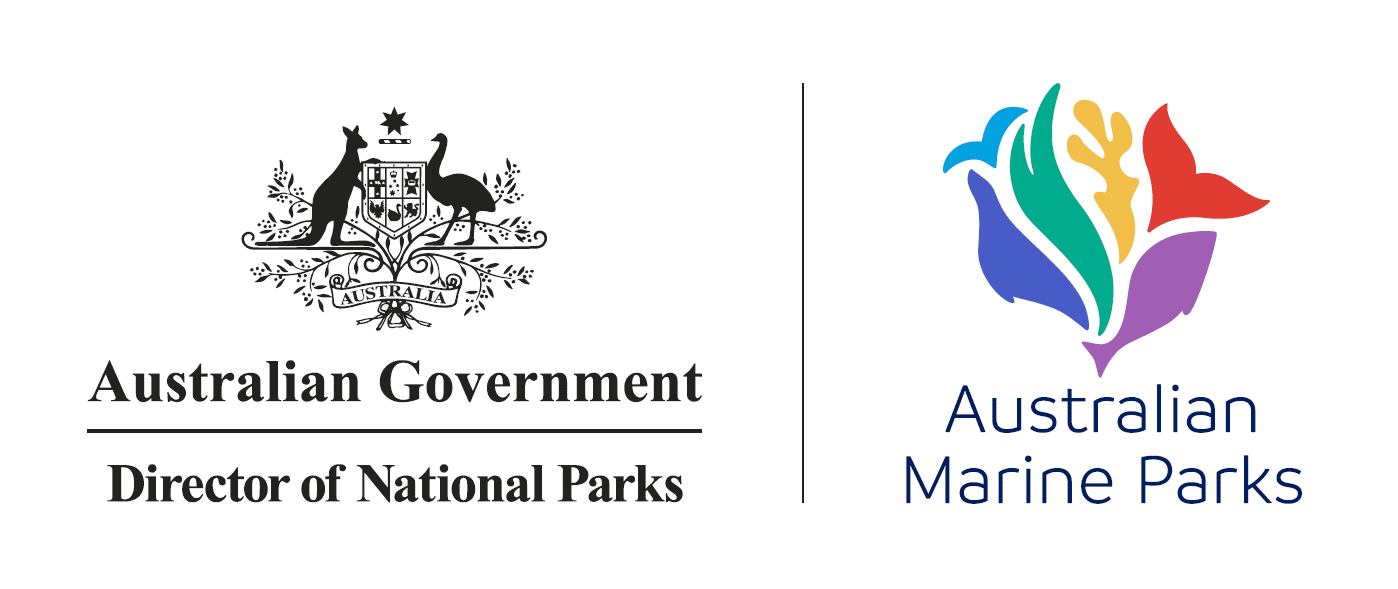 AUSTRALIA
Australian Government
Director of National Parks
Australian
Marine Parks